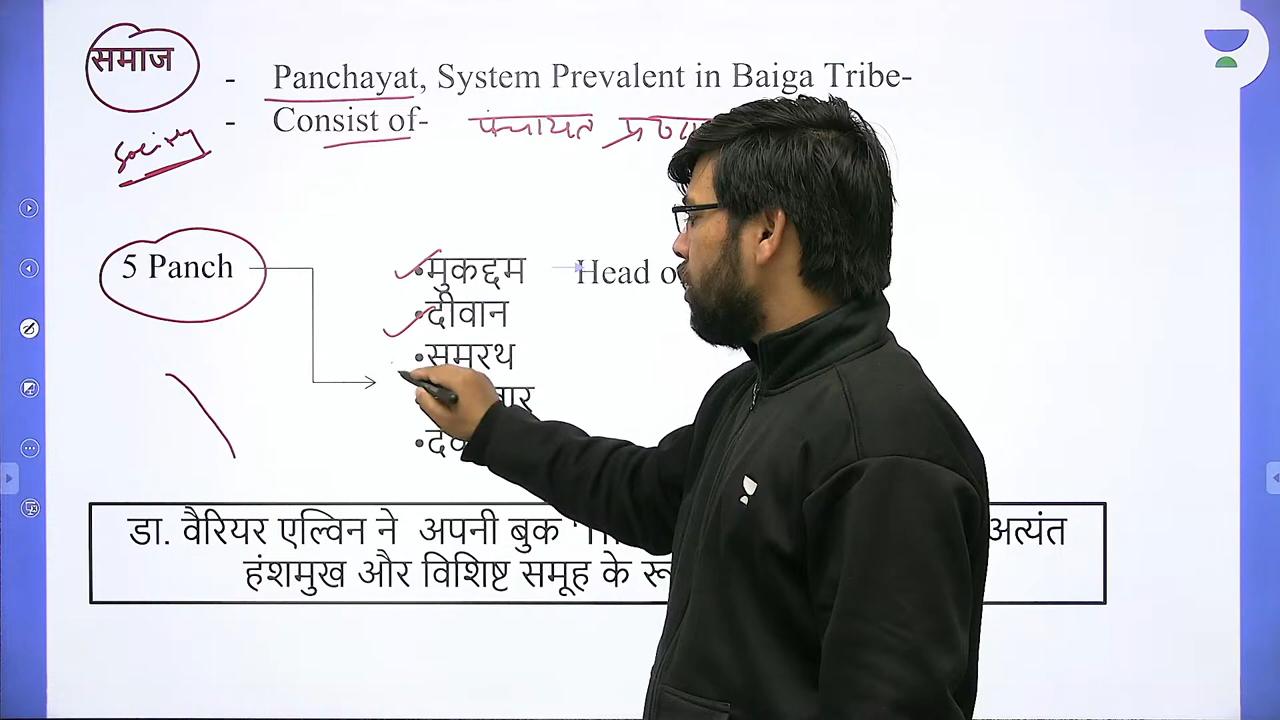 समाज
- Panchayat, System Prevalent in Baiga Tribe-
- Consist of- पंचायत
Society
5 Panch
•मुकद्दम Head
•दीवान
•समरथ
डा. वैरियर एल्विन ने अपनी बुक अत्यंत
हंशमुख और विशिष्ट समूह के